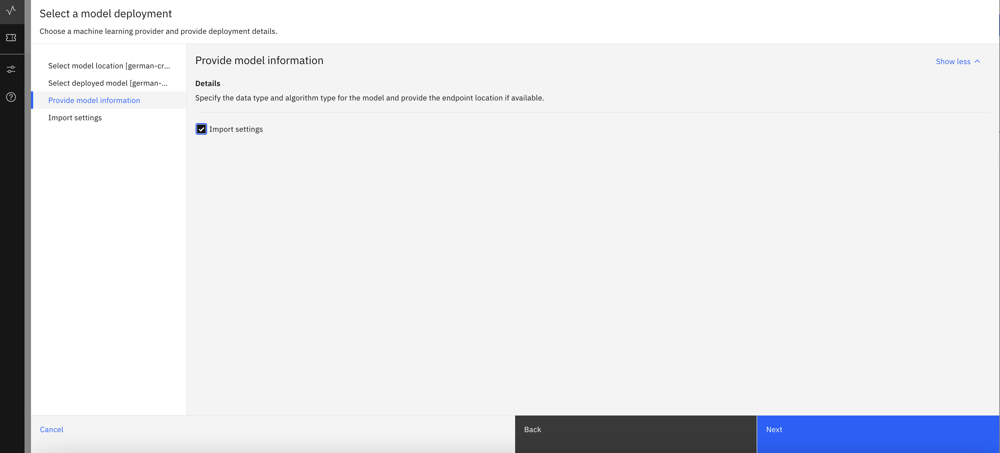 Select a model deployment
Choose a machine learning provider and provide deployment details.
Select model location [german-cr...
Select deployed model [german-...
Provide model information
Import settings
Provide model information
Show less
Details
Specify the data type and algorithm type for the model and provide the endpoint location if available.
Import settings
Cancel
Back
Next